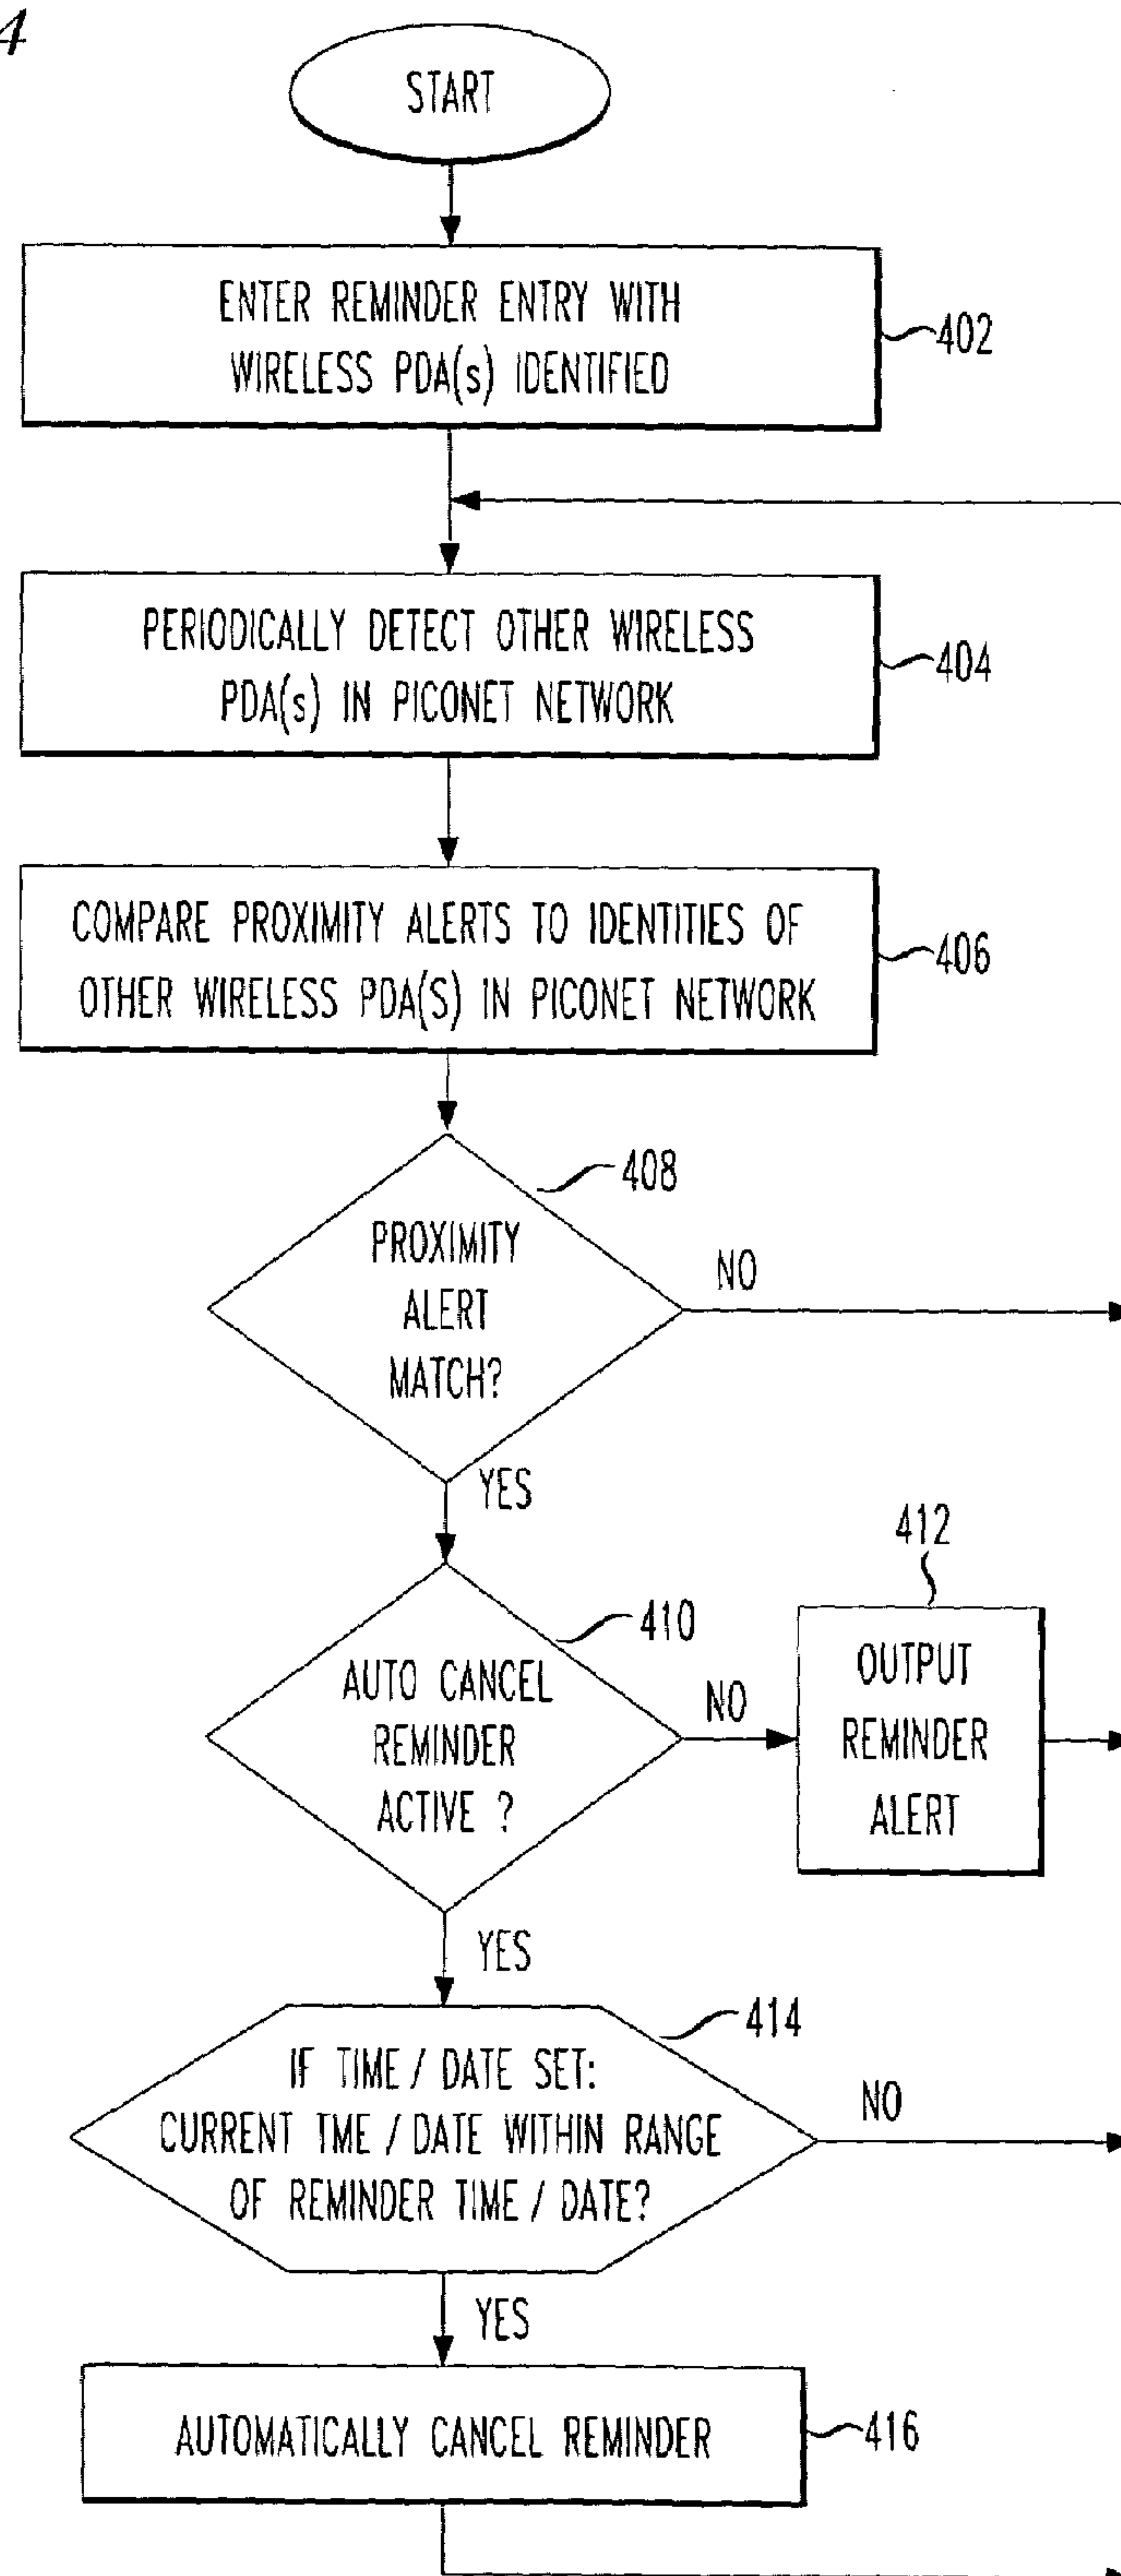 4
START
ENTER REMINDER ENTRY WITH
WIRELESS PDA(s) IDENTIFIED
402
PERIODICALLY DETECT OTHER WIRELESS
PDA(s) IN PICONET NETWORK
404
COMPARE PROXIMITY ALERTS TO IDENTITIES OF
OTHER WIRELESS PDA(S) IN PICONET NETWORK
406
408
PROXIMITY
ALERT
MATCH?
NO
YES
412
410
AUTO CANCEL
REMINDER
ACTIVE ?
NO
OUTPUT
REMINDER
ALERT
YES
414
IF TIME / DATE SET:
CURRENT TME / DATE WITHIN RANGE
OF REMINDER TIME / DATE?
NO
YES
AUTOMATICALLY CANCEL REMINDER
416